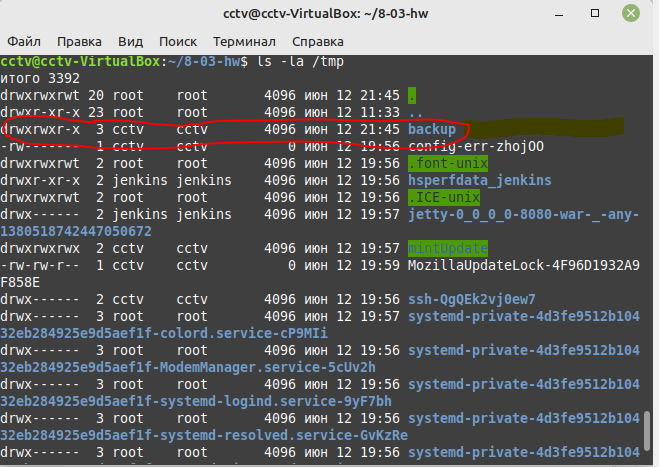 cctv@cctv-VirtualBox: ~/8-03-hw
Файл Правка Вид Поиск Терминал Справка
cctv@cctv-VirtualBox:~/8-03-hw$ ls -la /tmp
итого 3392
drwxrwxrwt 20 root    root    4096 июн 12 21:45 .
drwxr-xr-x 23 root    root    4096 июн 12 11:33 ..
drwxrwxr-x  3 cctv    cctv    4096 июн 12 21:45 backup
-rw-------  1 cctv    cctv       0 июн 12 19:56 config-err-zhojOO
drwxrwxrwt  2 root    root    4096 июн 12 19:56 .font-unix
drwxr-xr-x  2 jenkins jenkins 4096 июн 12 19:56 hsperfdata_jenkins
drwxrwxrwt  2 root    root    4096 июн 12 19:56 .ICE-unix
drwx------  2 jenkins jenkins 4096 июн 12 19:57 jetty-0_0_0_0-8080-war-_-any-
1380518742447050672
drwxrwxrwx  2 cctv    cctv    4096 июн 12 19:57 mintUpdate
-rw-rw-r--  1 cctv    cctv       0 июн 12 19:59 MozillaUpdateLock-4F96D1932A9
F858E
drwx------  2 cctv    cctv    4096 июн 12 19:56 ssh-QgQEk2vj0ew7
drwx------  3 root    root    4096 июн 12 19:57 systemd-private-4d3fe9512b104
32eb284925e9d5aef1f-colord.service-cP9MIi
drwx------  3 root    root    4096 июн 12 19:56 systemd-private-4d3fe9512b104
32eb284925e9d5aef1f-ModemManager.service-5cUv2h
drwx------  3 root    root    4096 июн 12 19:56 systemd-private-4d3fe9512b104
32eb284925e9d5aef1f-systemd-logind.service-9yF7bh
drwx------  3 root    root    4096 июн 12 19:56 systemd-private-4d3fe9512b104
32eb284925e9d5aef1f-systemd-resolved.service-GvKzRe
drwx------  3 root    root    4096 июн 12 19:56 systemd-private-4d3fe9512b104